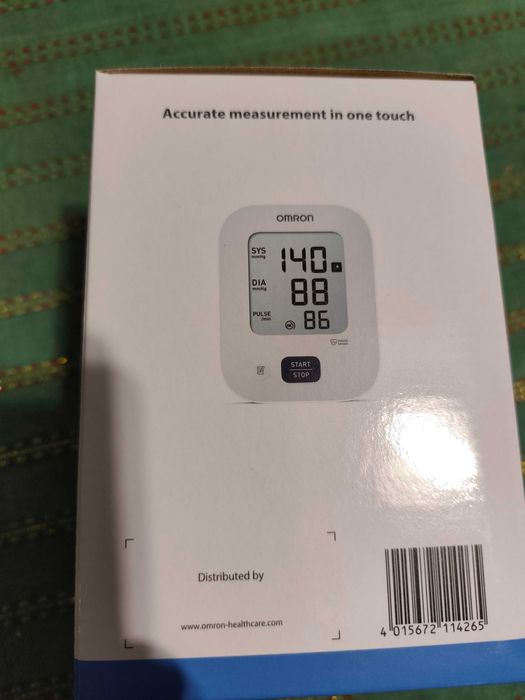 Accurate measurement in one touch
OMRON
SYS
mmHg
140
DIA
mmHg
88
PULSE
/min
86
START
STOP
Distributed by
www.omron-healthcare.com
4 015672 114265